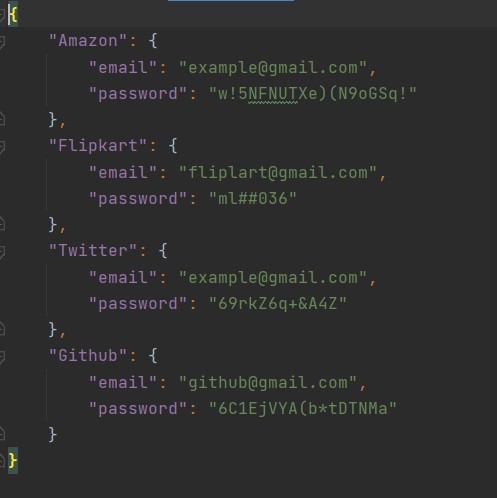 {
    "Amazon": {
        "email": "example@gmail.com",
        "password": "w!5NFNUTXe)(N9oGSq!"
    },
    "Flipkart": {
        "email": "fliplart@gmail.com",
        "password": "ml##036"
    },
    "Twitter": {
        "email": "example@gmail.com",
        "password": "69rkZ6q+&A4Z"
    },
    "Github": {
        "email": "github@gmail.com",
        "password": "6C1EjVYA(b*tDTNMa"
    }
}